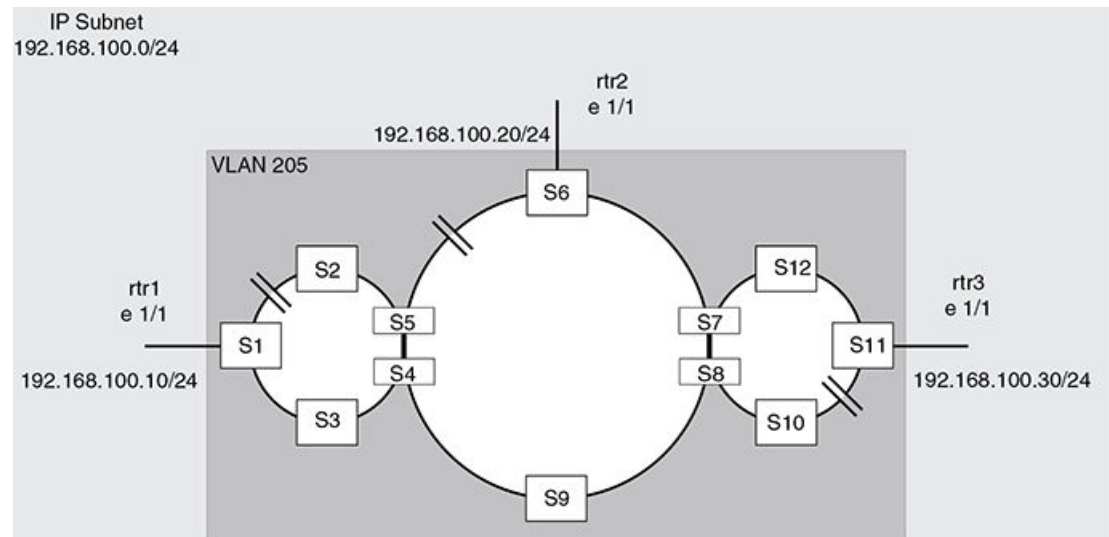 IP Subnet
192.168.100.0/24
rtr2
e 1/1
192.168.100.20/24
VLAN 205
S6
S2
S12
rtr1
e 1/1
rtr3
e 1/1
S5
S7
S1
S11
S4
S8
192.168.100.10/24
192.168.100.30/24
S3
S10
S9